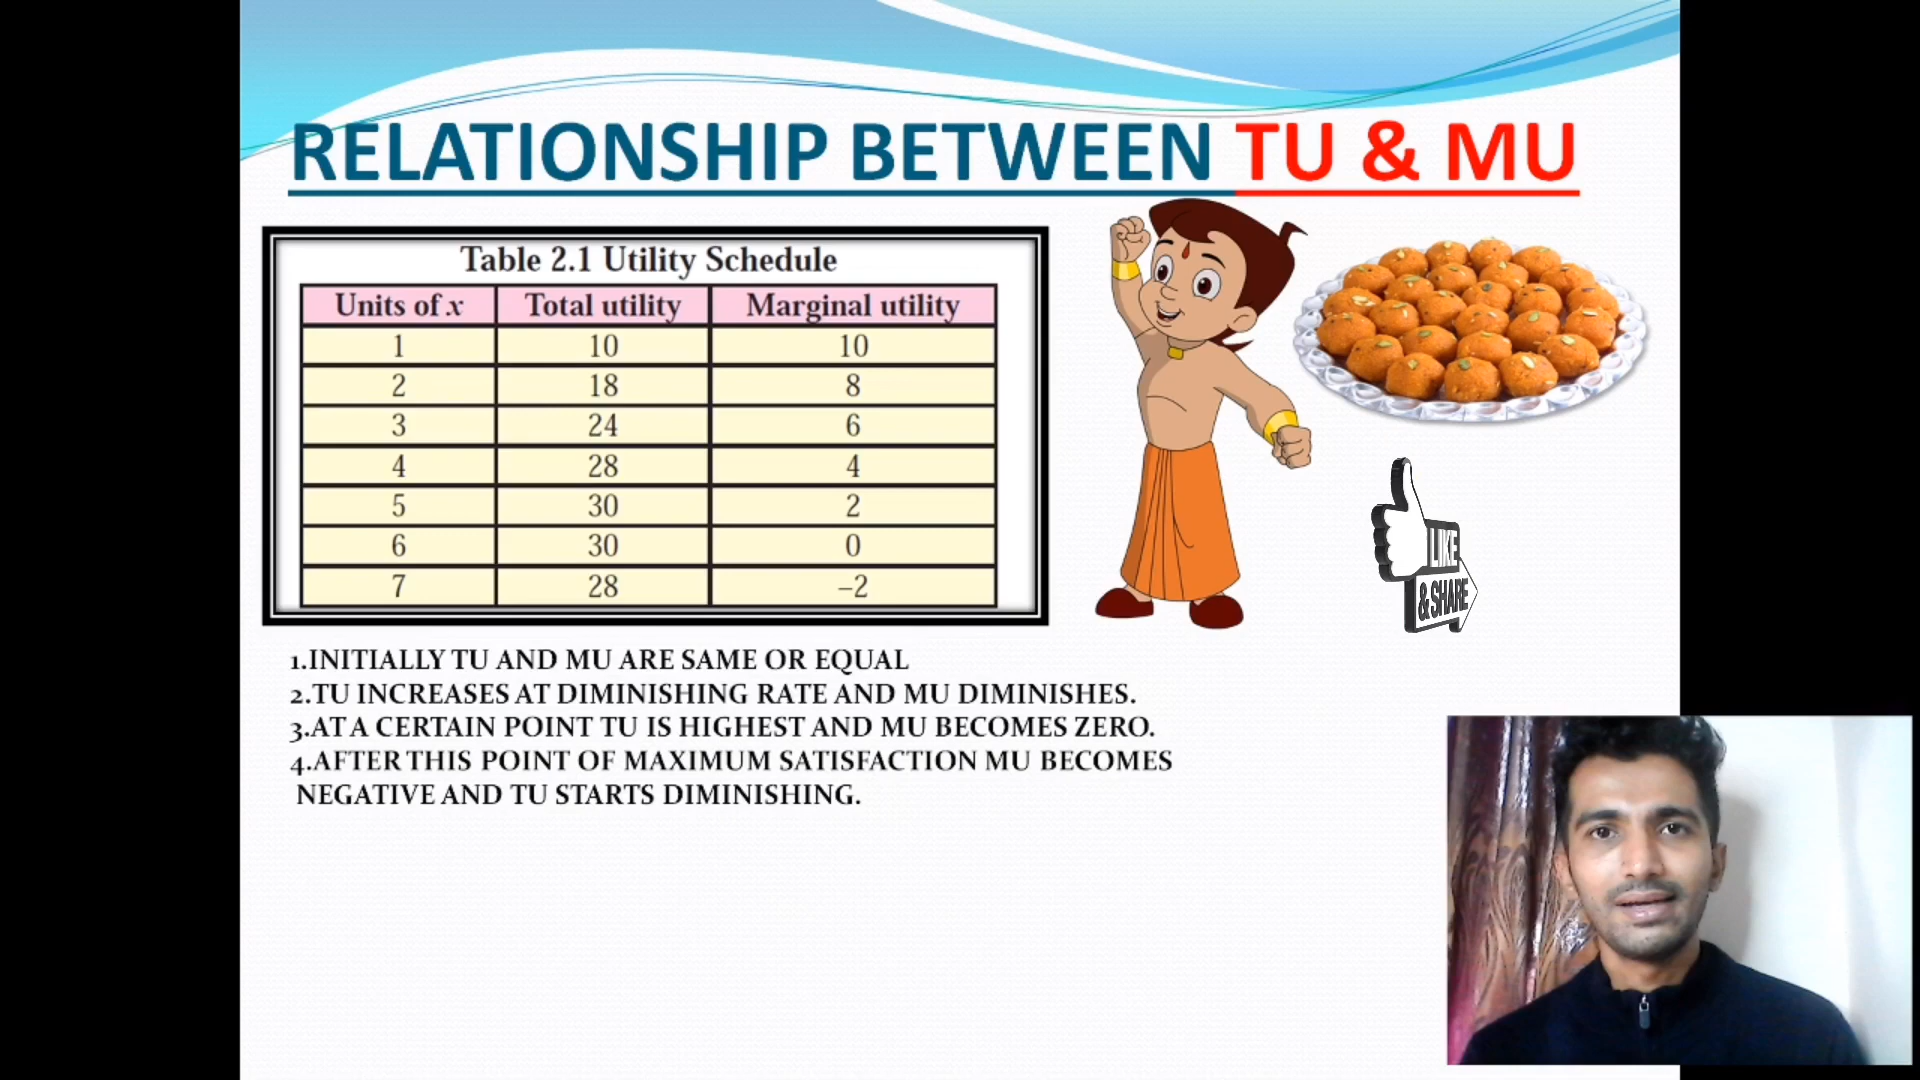 RELATIONSHIP BETWEEN TU & MU
Table 2.1 Utility Schedule
Units of x Total utility Marginal utility
1 10 10
2 18 8
3 24 6
4 28 4
5 30 2
6 30 0
7 28 –2
LIKE
& SHARE
1.INITIALLY TU AND MU ARE SAME OR EQUAL
2.TU INCREASES AT DIMINISHING RATE AND MU DIMINISHES.
3.AT A CERTAIN POINT TU IS HIGHEST AND MU BECOMES ZERO.
4.AFTER THIS POINT OF MAXIMUM SATISFACTION MU BECOMES
NEGATIVE AND TU STARTS DIMINISHING.